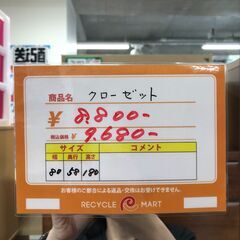 商品名 クローゼット
¥ 8,800-
税込価格 ¥ 9,680-
サイズ コメント
幅 奥行 高さ
80 58 180
お客様のご都合による返品・交換はお受けできません。
RECYCLE MART